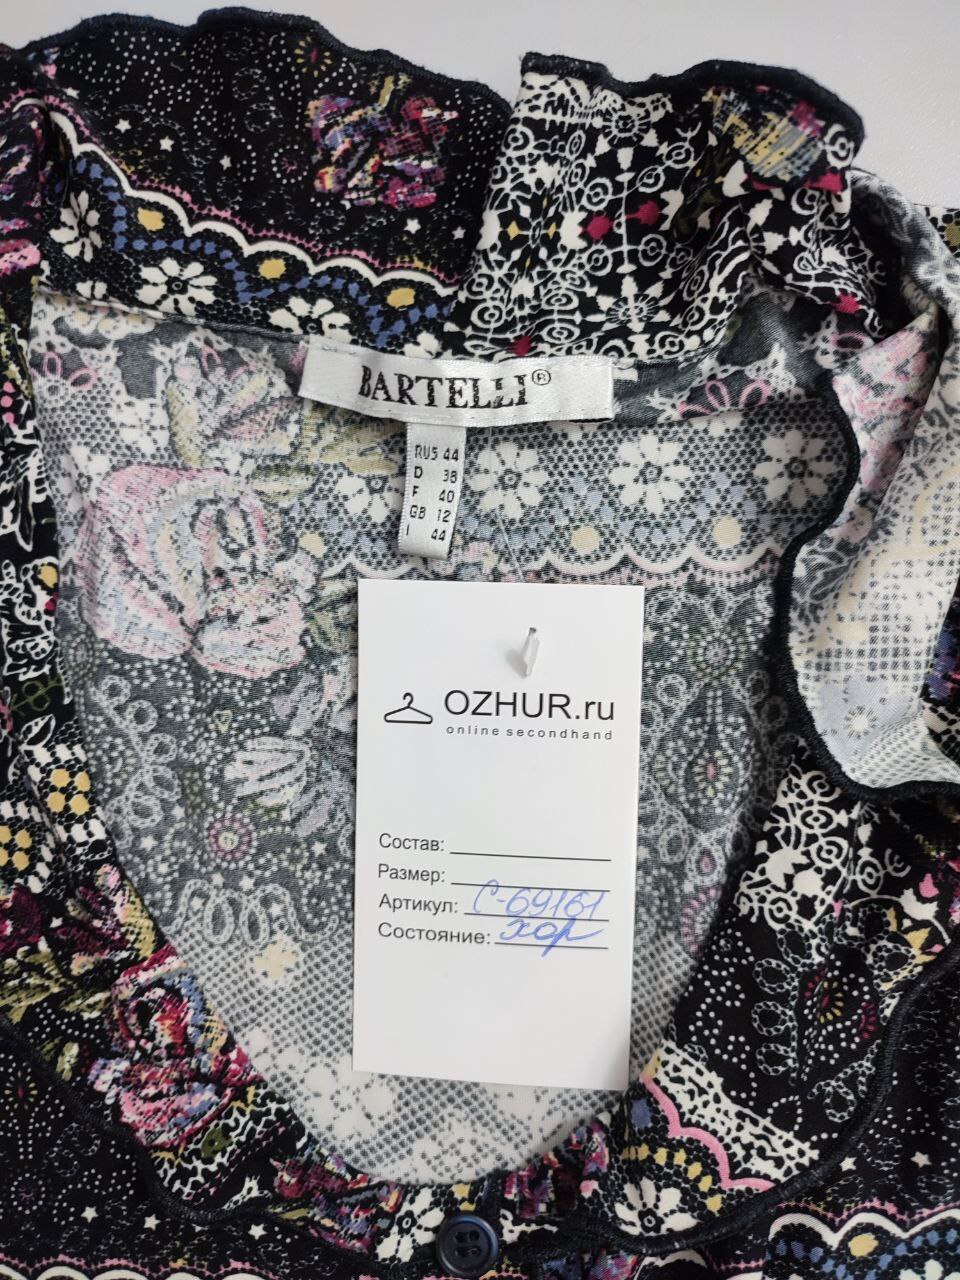 BARTELLI®
RUS 44
D 38
F 40
GB 12
I 44
OZHUR.ru
online secondhand
Состав:
Размер:
Артикул: С-69161
Состояние: хор